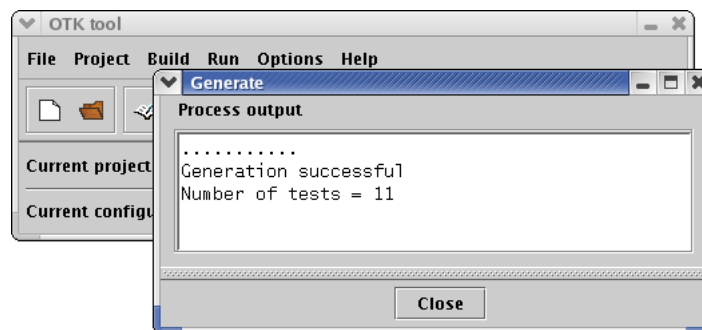 OTK tool
File Project Build Run Options Help
Generate
Process output
...........
Generation successful
Number of tests = 11
Current project
Current configu
Close